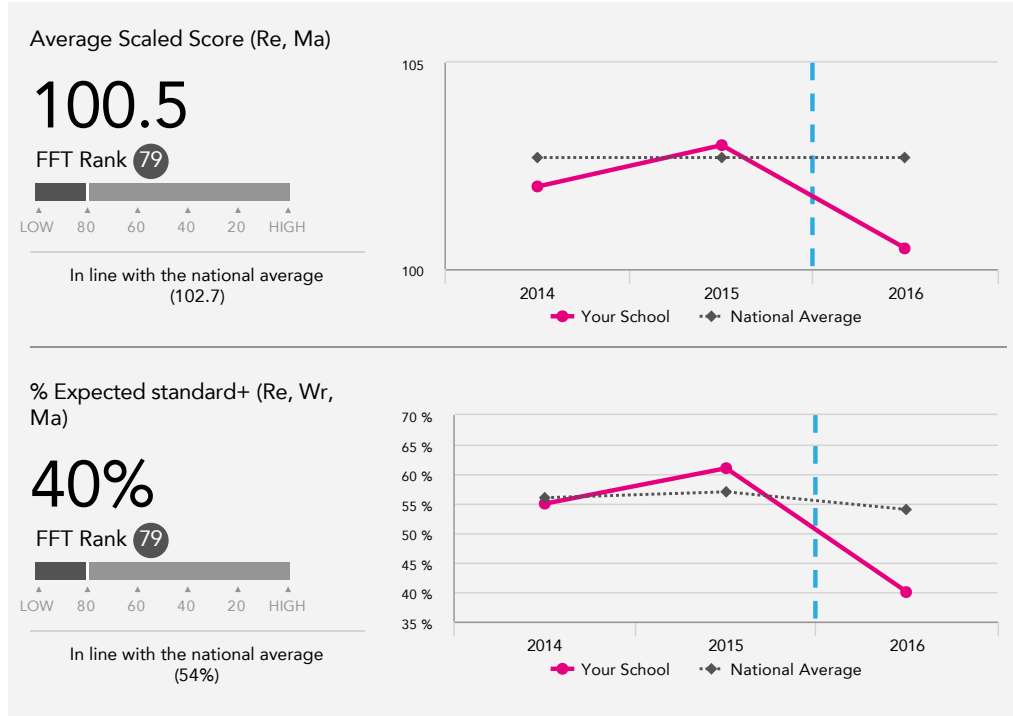 Average Scaled Score (Re, Ma)
100.5
FFT Rank 79
LOW 80 60 40 20 HIGH
In line with the national average
(102.7)
105
100
2014 2015 2016
Your School National Average
% Expected standard+ (Re, Wr,
Ma)
40%
FFT Rank 79
LOW 80 60 40 20 HIGH
In line with the national average
(54%)
70 %
65 %
60 %
55 %
50 %
45 %
40 %
35 %
2014 2015 2016
Your School National Average